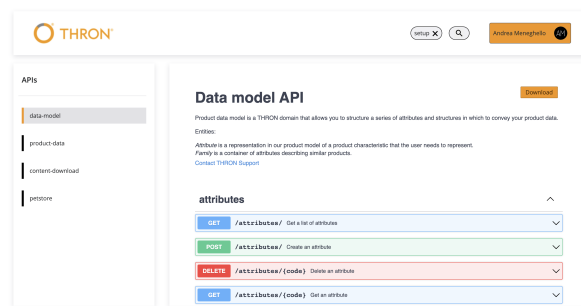 THRON
setup
Andrea Meneghello
AM
APIs
data-model
product-data
content-download
petstore
Data model API
Download
Product data model is a THRON domain that allows you to structure a series of attributes and structures in which to convey your product data.
Entities:
Attribute is a representation in our product model of a product characteristic that the user needs to represent.
Family is a container of attributes describing similar products.
Contact THRON Support
attributes
GET /attributes/ Get a list of attributes
POST /attributes/ Create an attribute
DELETE /attributes/{code} Delete an attribute
GET /attributes/{code} Get an attribute